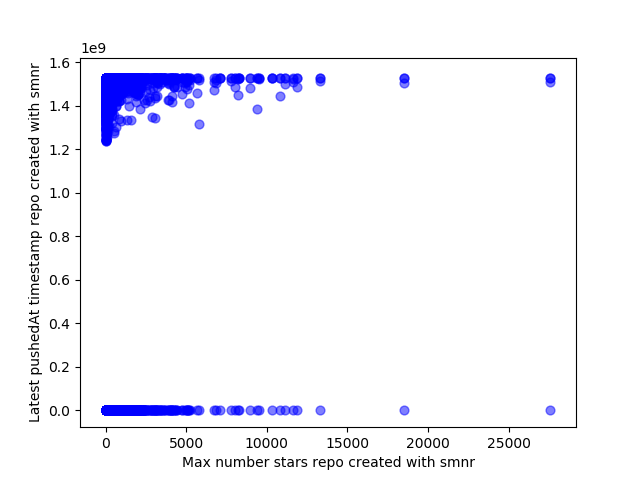 1e9
1.6
1.4
1.2
1.0
0.8
0.6
0.4
0.2
0.0
Latest pushedAt timestamp repo created with smnr
0 5000 10000 15000 20000 25000
Max number stars repo created with smnr